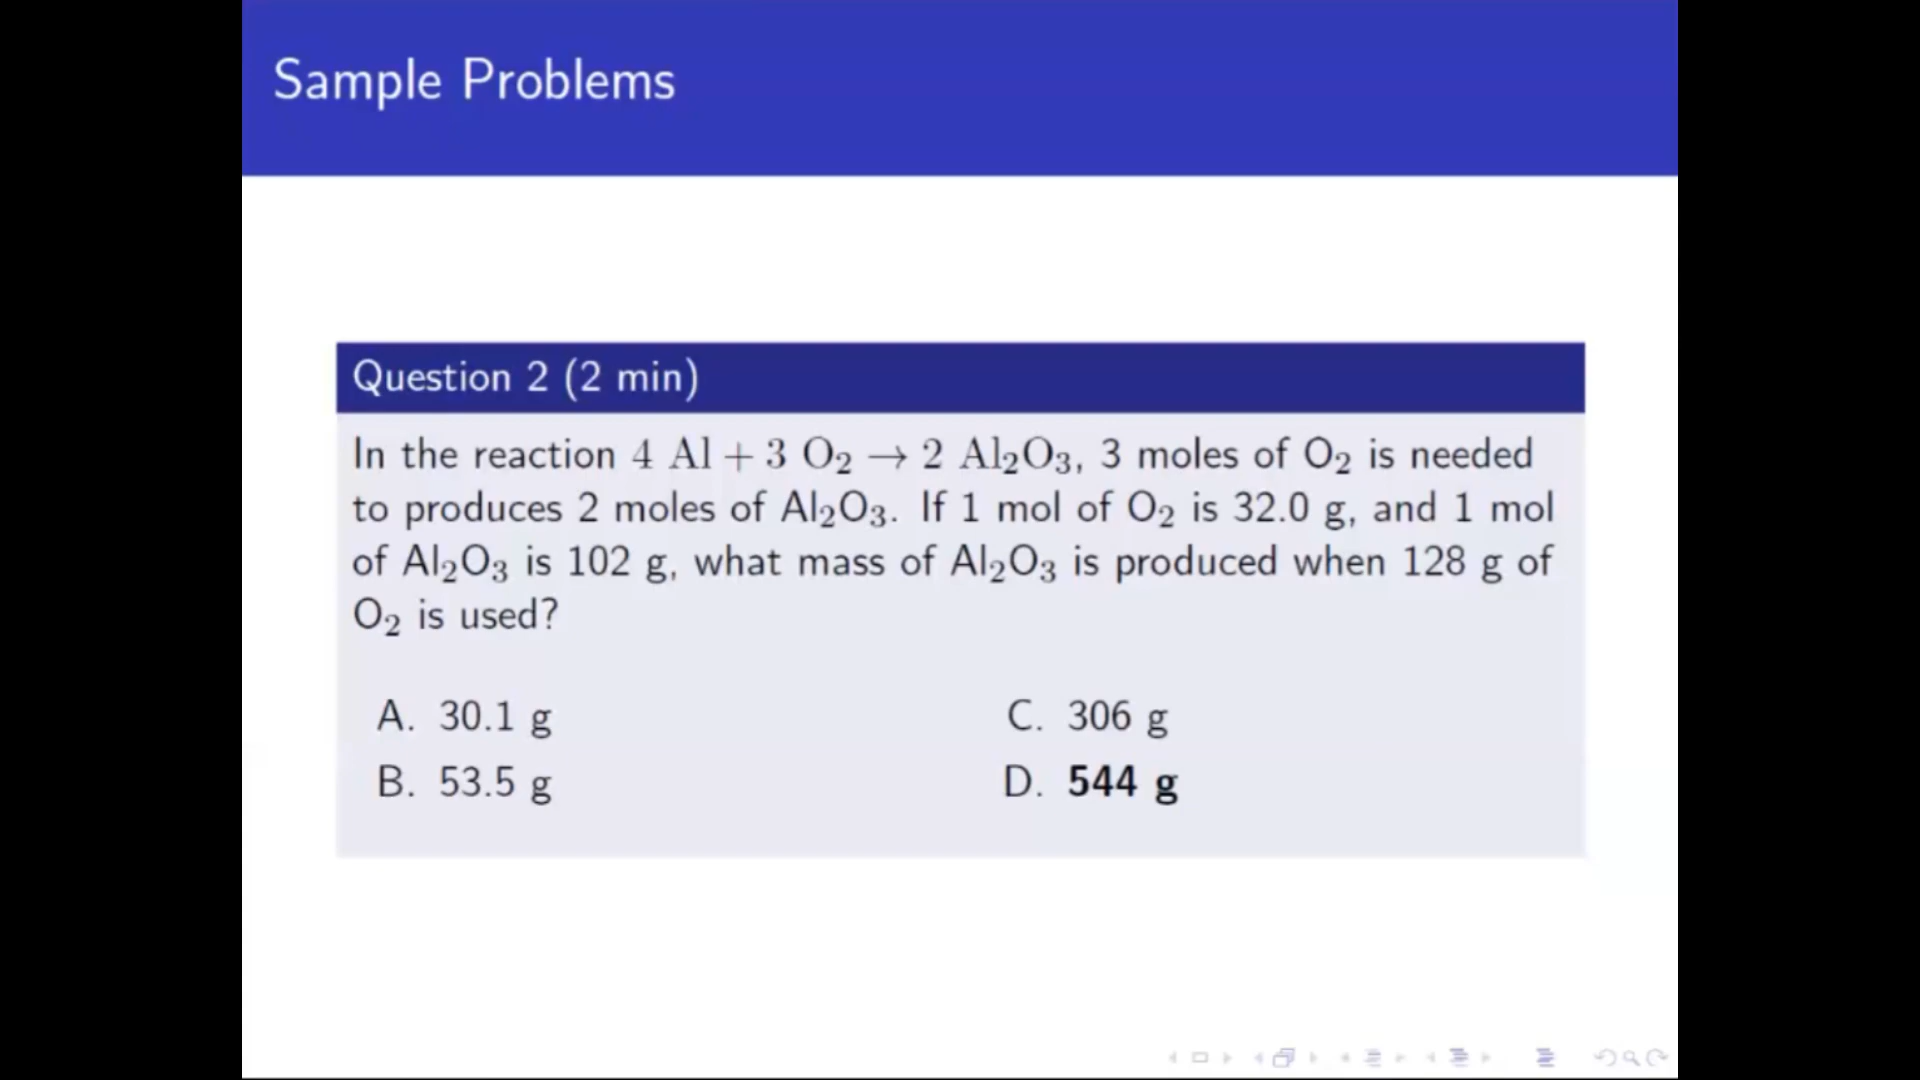 Sample Problems
Question 2 (2 min)
In the reaction 4 Al + 3 O₂ → 2 Al₂O₃, 3 moles of O₂ is needed
to produces 2 moles of Al₂O₃. If 1 mol of O₂ is 32.0 g, and 1 mol
of Al₂O₃ is 102 g, what mass of Al₂O₃ is produced when 128 g of
O₂ is used?
A. 30.1 g
B. 53.5 g
C. 306 g
D. 544 g